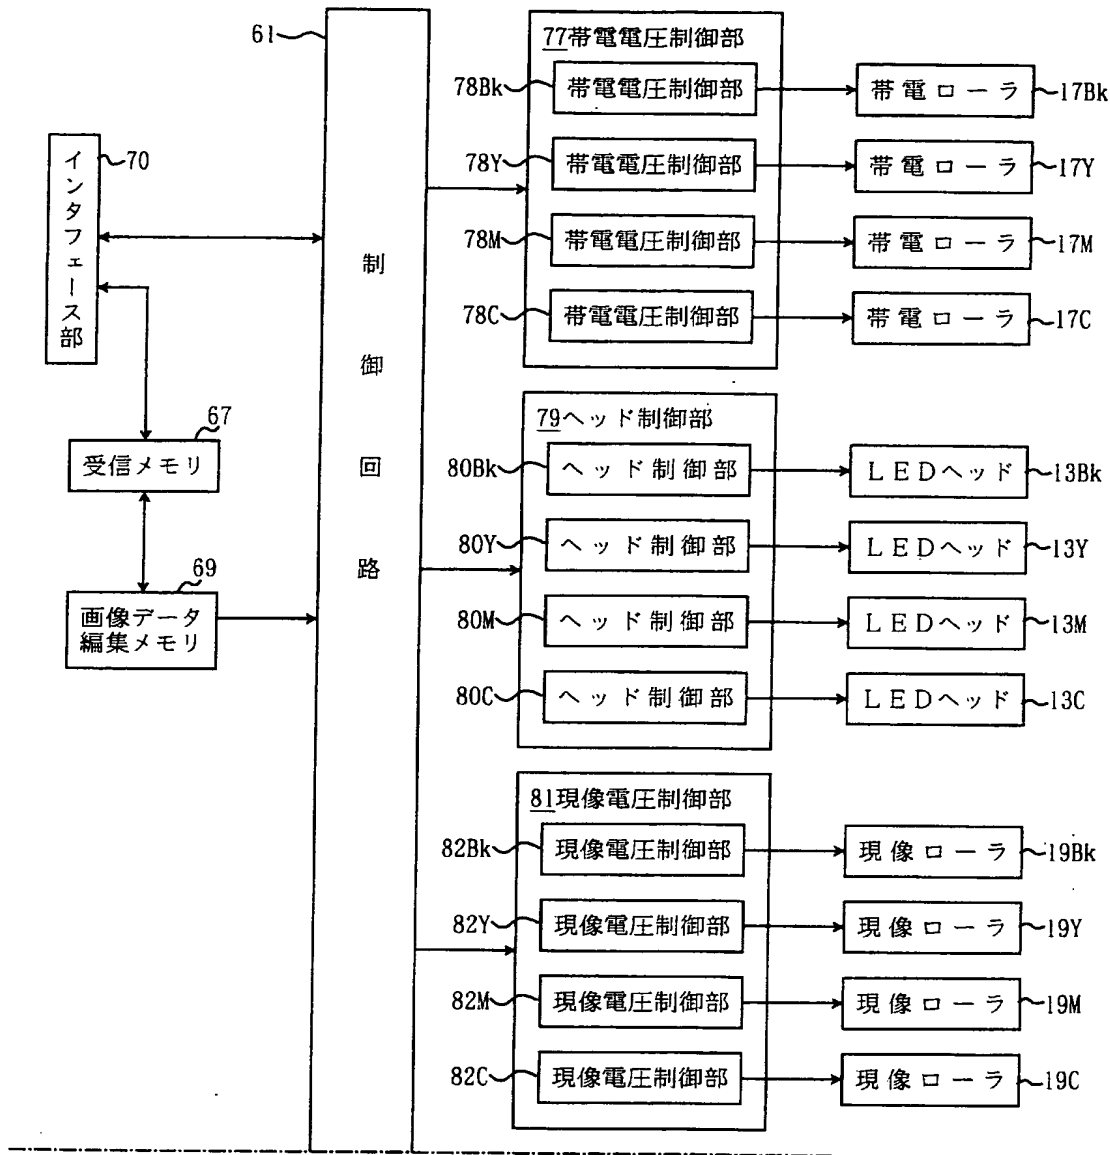 61
制御回路
70
インタフェース部
67
受信メモリ
69
画像データ
編集メモリ
77帯電電圧制御部
78Bk
帯電電圧制御部
帯電ローラ
17Bk
78Y
帯電電圧制御部
帯電ローラ
17Y
78M
帯電電圧制御部
帯電ローラ
17M
78C
帯電電圧制御部
帯電ローラ
17C
79ヘッド制御部
80Bk
ヘッド制御部
LEDヘッド
13Bk
80Y
ヘッド制御部
LEDヘッド
13Y
80M
ヘッド制御部
LEDヘッド
13M
80C
ヘッド制御部
LEDヘッド
13C
81現像電圧制御部
82Bk
現像電圧制御部
現像ローラ
19Bk
82Y
現像電圧制御部
現像ローラ
19Y
82M
現像電圧制御部
現像ローラ
19M
82C
現像電圧制御部
現像ローラ
19C